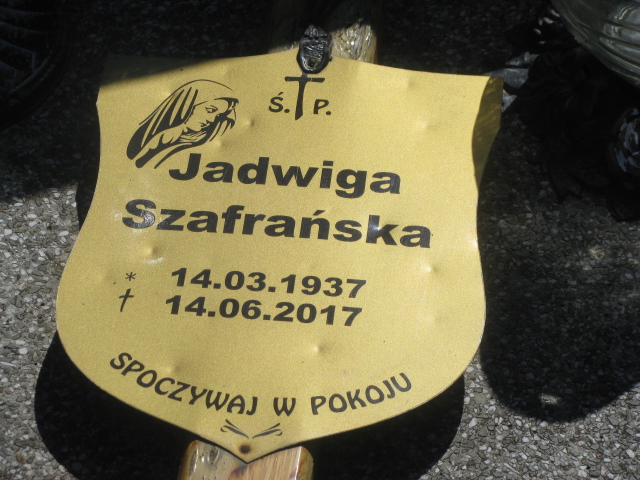 Ś. P.
Jadwiga
Szafrańska
* 14.03.1937
† 14.06.2017
SPOCZYWAJ W POKOJU